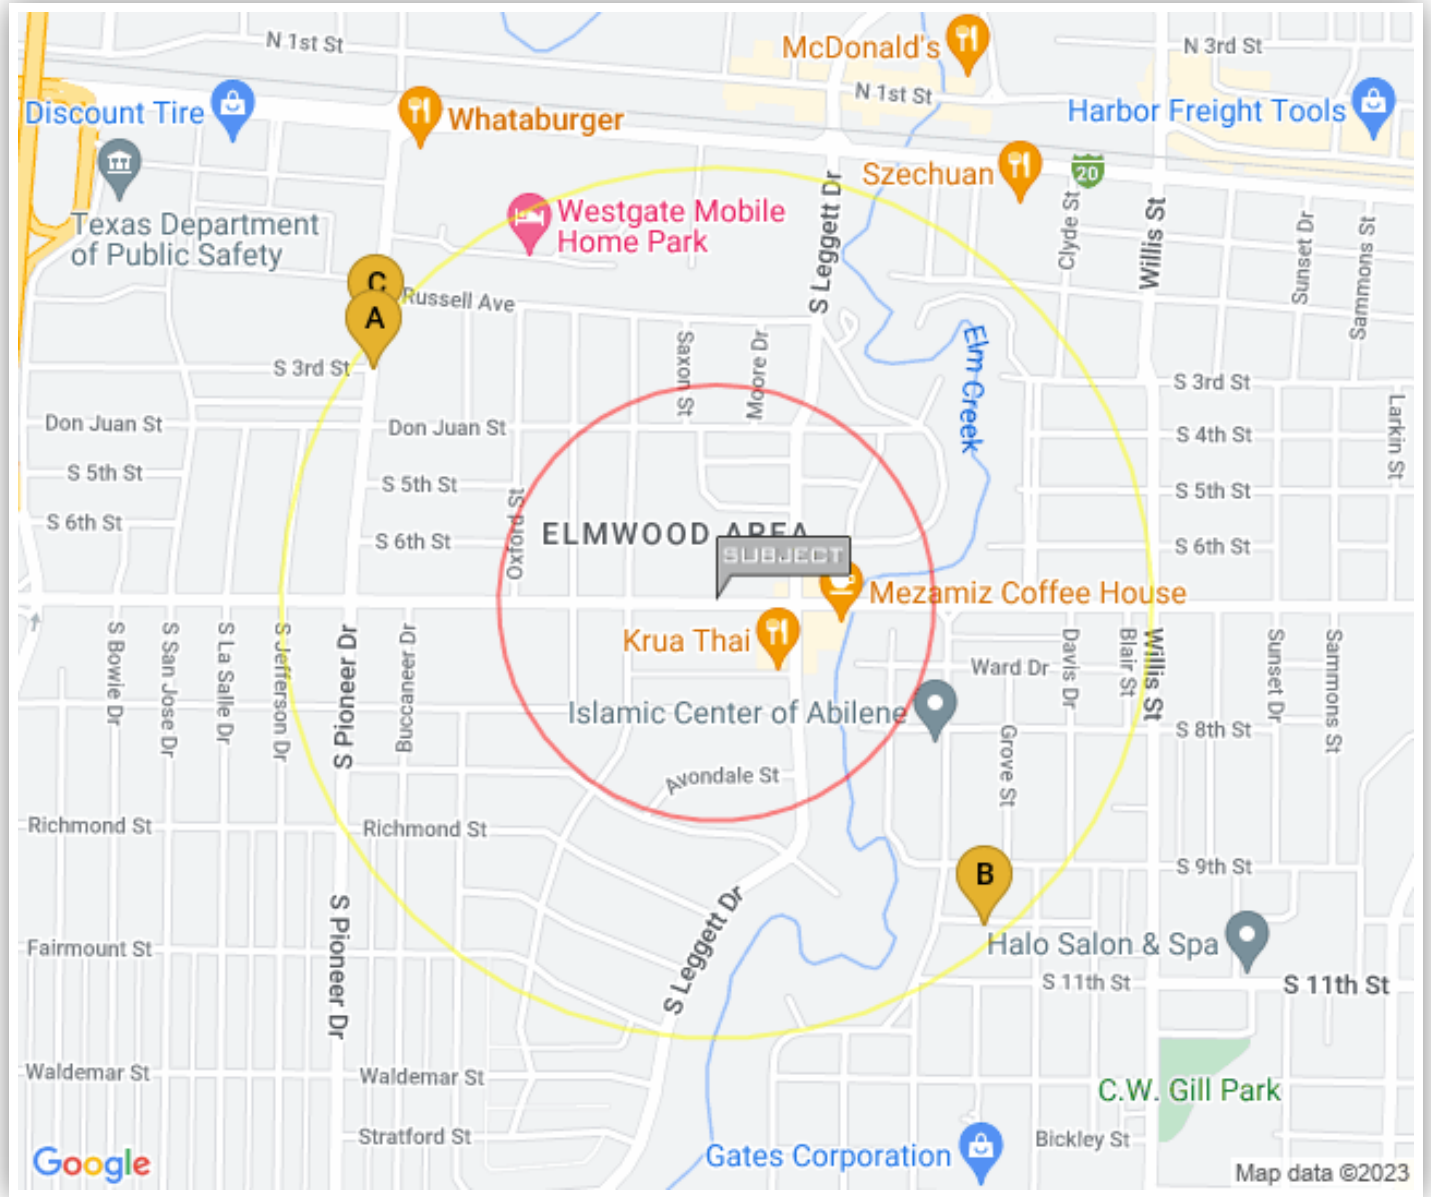 N 1st St
McDonald's
N 3rd St
N 1st St
Discount Tire
Whataburger
Harbor Freight Tools
Szechuan
20
Texas Department
of Public Safety
Westgate Mobile
Home Park
S Leggett Dr
Clyde St
Willis St
Sunset Dr
Sammons St
C
Russell Ave
A
S 3rd St
Saxon St
Moore Dr
Elm Creek
S 3rd St
Don Juan St
Don Juan St
S 4th St
Larkin St
S 5th St
S 5th St
S 5th St
S 6th St
S 6th St
Oxford St
ELMWOOD AREA
SUBJECT
S 6th St
Mezamiz Coffee House
Krua Thai
S Bowie Dr
S San Jose Dr
S La Salle Dr
S Jefferson Dr
S Pioneer Dr
Buccaneer Dr
Ward Dr
Davis Dr
Blair St
Willis St
Sunset Dr
Sammons St
Islamic Center of Abilene
S 8th St
Grove St
Avondale St
Richmond St
Richmond St
S 9th St
B
S Pioneer Dr
S Leggett Dr
Fairmount St
Halo Salon & Spa
S 11th St
S 11th St
Waldemar St
Waldemar St
C.W. Gill Park
Stratford St
Bickley St
Gates Corporation
Google
Map data ©2023